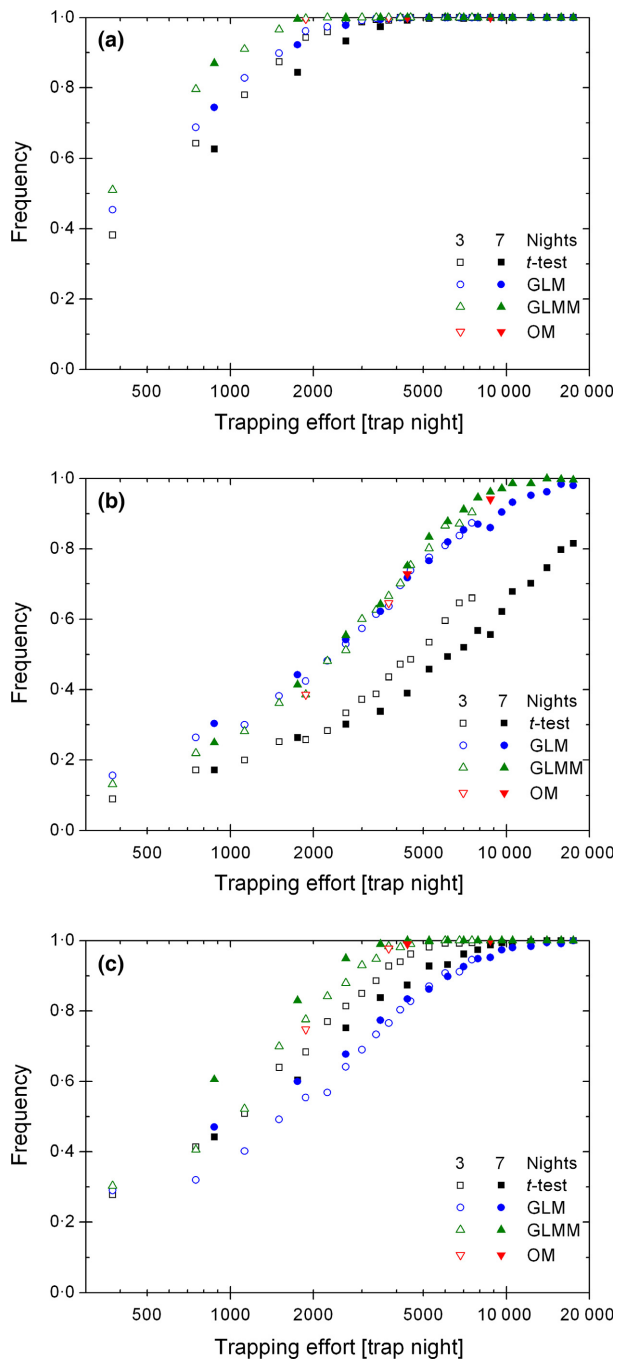 (a)
1·0
0·8
0·6
0·4
0·2
0·0
Frequency
3 7 Nights
t-test
GLM
GLMM
OM
500 1000 2000 5000 10 000 20 000
Trapping effort [trap night]
(b)
1·0
0·8
0·6
0·4
0·2
0·0
Frequency
3 7 Nights
t-test
GLM
GLMM
OM
500 1000 2000 5000 10 000 20 000
Trapping effort [trap night]
(c)
1·0
0·8
0·6
0·4
0·2
0·0
Frequency
3 7 Nights
t-test
GLM
GLMM
OM
500 1000 2000 5000 10 000 20 000
Trapping effort [trap night]